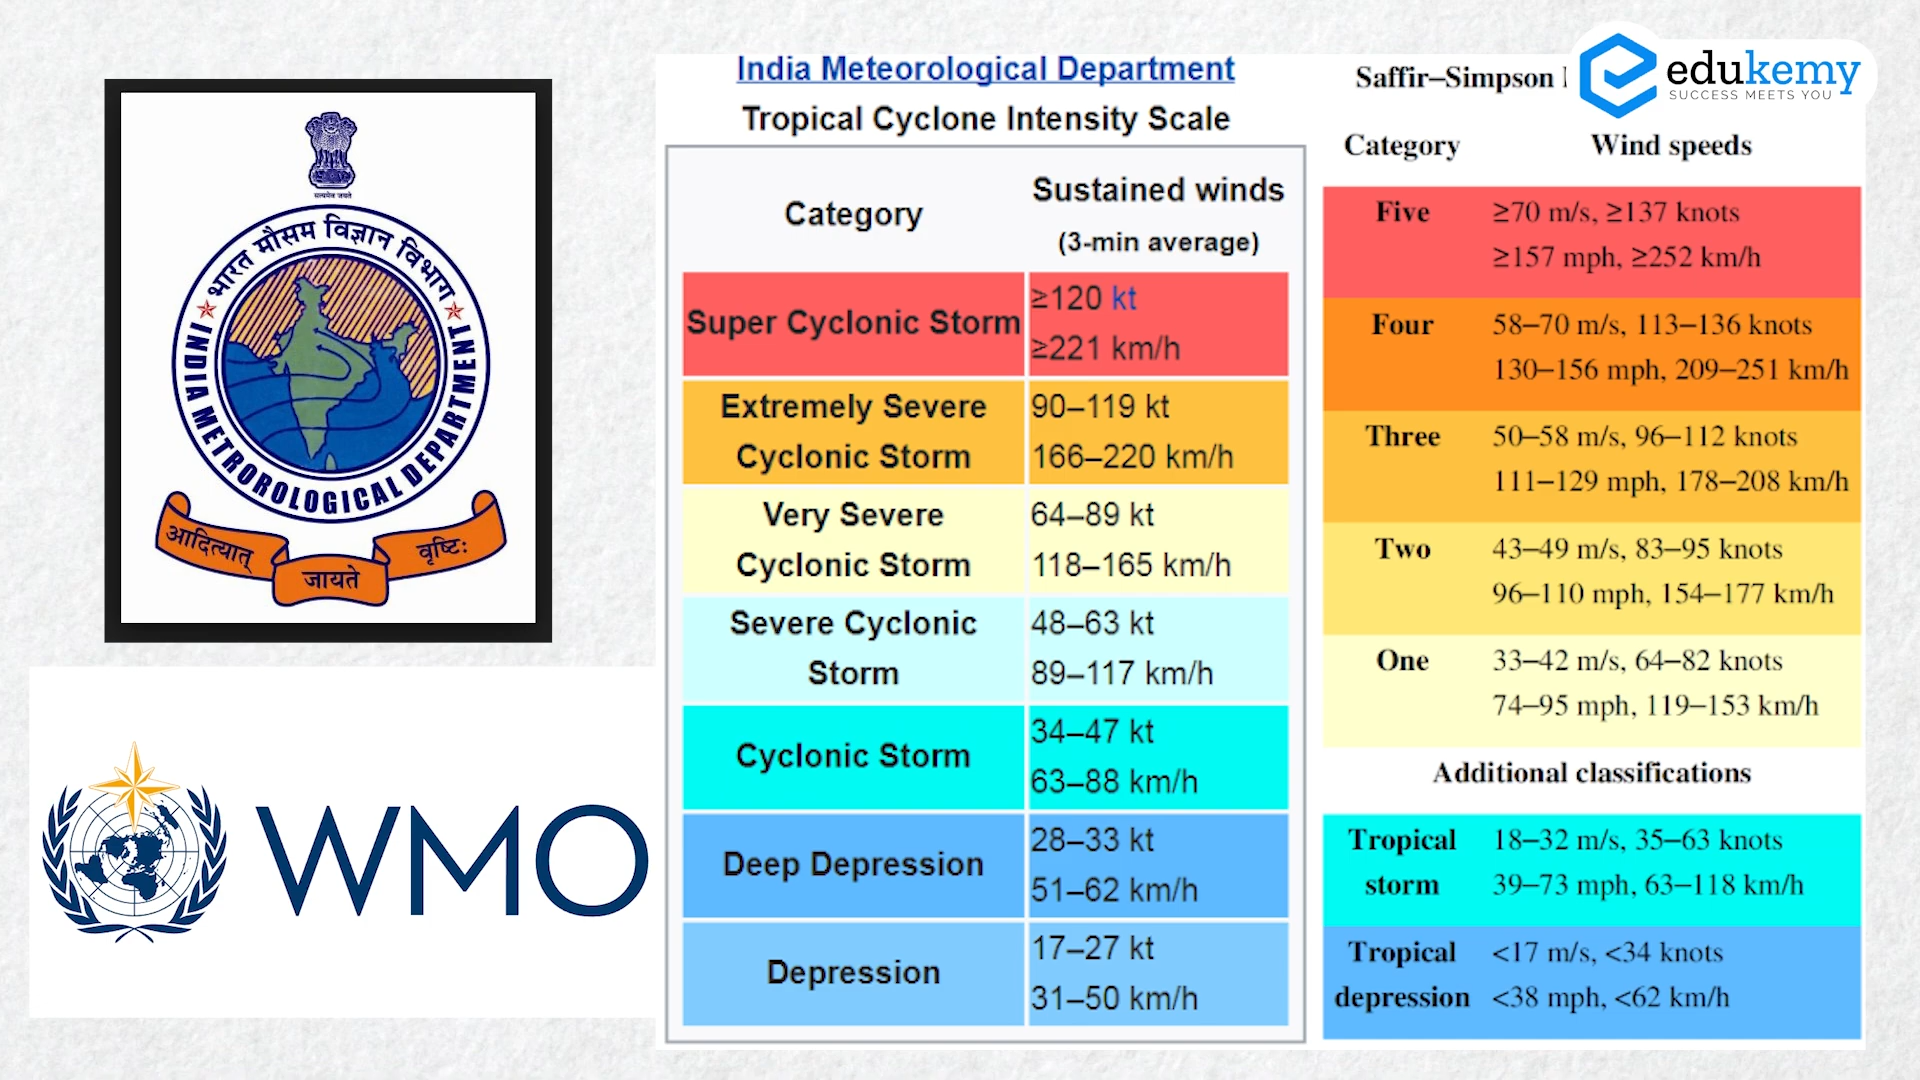 सत्यमेव जयते
भारत मौसम विज्ञान विभाग
INDIA METROROLOGICAL DEPARTMENT
आदित्यात् जायते वृष्टिः
WMO
India Meteorological Department
Tropical Cyclone Intensity Scale
Category
Sustained winds
(3-min average)
Super Cyclonic Storm
≥120 kt
≥221 km/h
Extremely Severe
Cyclonic Storm
90–119 kt
166–220 km/h
Very Severe
Cyclonic Storm
64–89 kt
118–165 km/h
Severe Cyclonic
Storm
48–63 kt
89–117 km/h
Cyclonic Storm
34–47 kt
63–88 km/h
Deep Depression
28–33 kt
51–62 km/h
Depression
17–27 kt
31–50 km/h
Saffir–Simpson
edukemy
SUCCESS MEETS YOU
Category
Wind speeds
Five
≥70 m/s, ≥137 knots
≥157 mph, ≥252 km/h
Four
58–70 m/s, 113–136 knots
130–156 mph, 209–251 km/h
Three
50–58 m/s, 96–112 knots
111–129 mph, 178–208 km/h
Two
43–49 m/s, 83–95 knots
96–110 mph, 154–177 km/h
One
33–42 m/s, 64–82 knots
74–95 mph, 119–153 km/h
Additional classifications
Tropical
storm
18–32 m/s, 35–63 knots
39–73 mph, 63–118 km/h
Tropical
depression
<17 m/s, <34 knots
<38 mph, <62 km/h